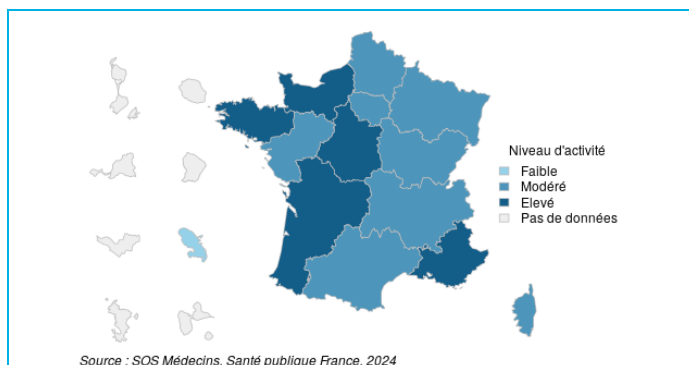 Niveau d'activité
Faible
Modéré
Elevé
Pas de données
Source : SOS Médecins, Santé publique France, 2024